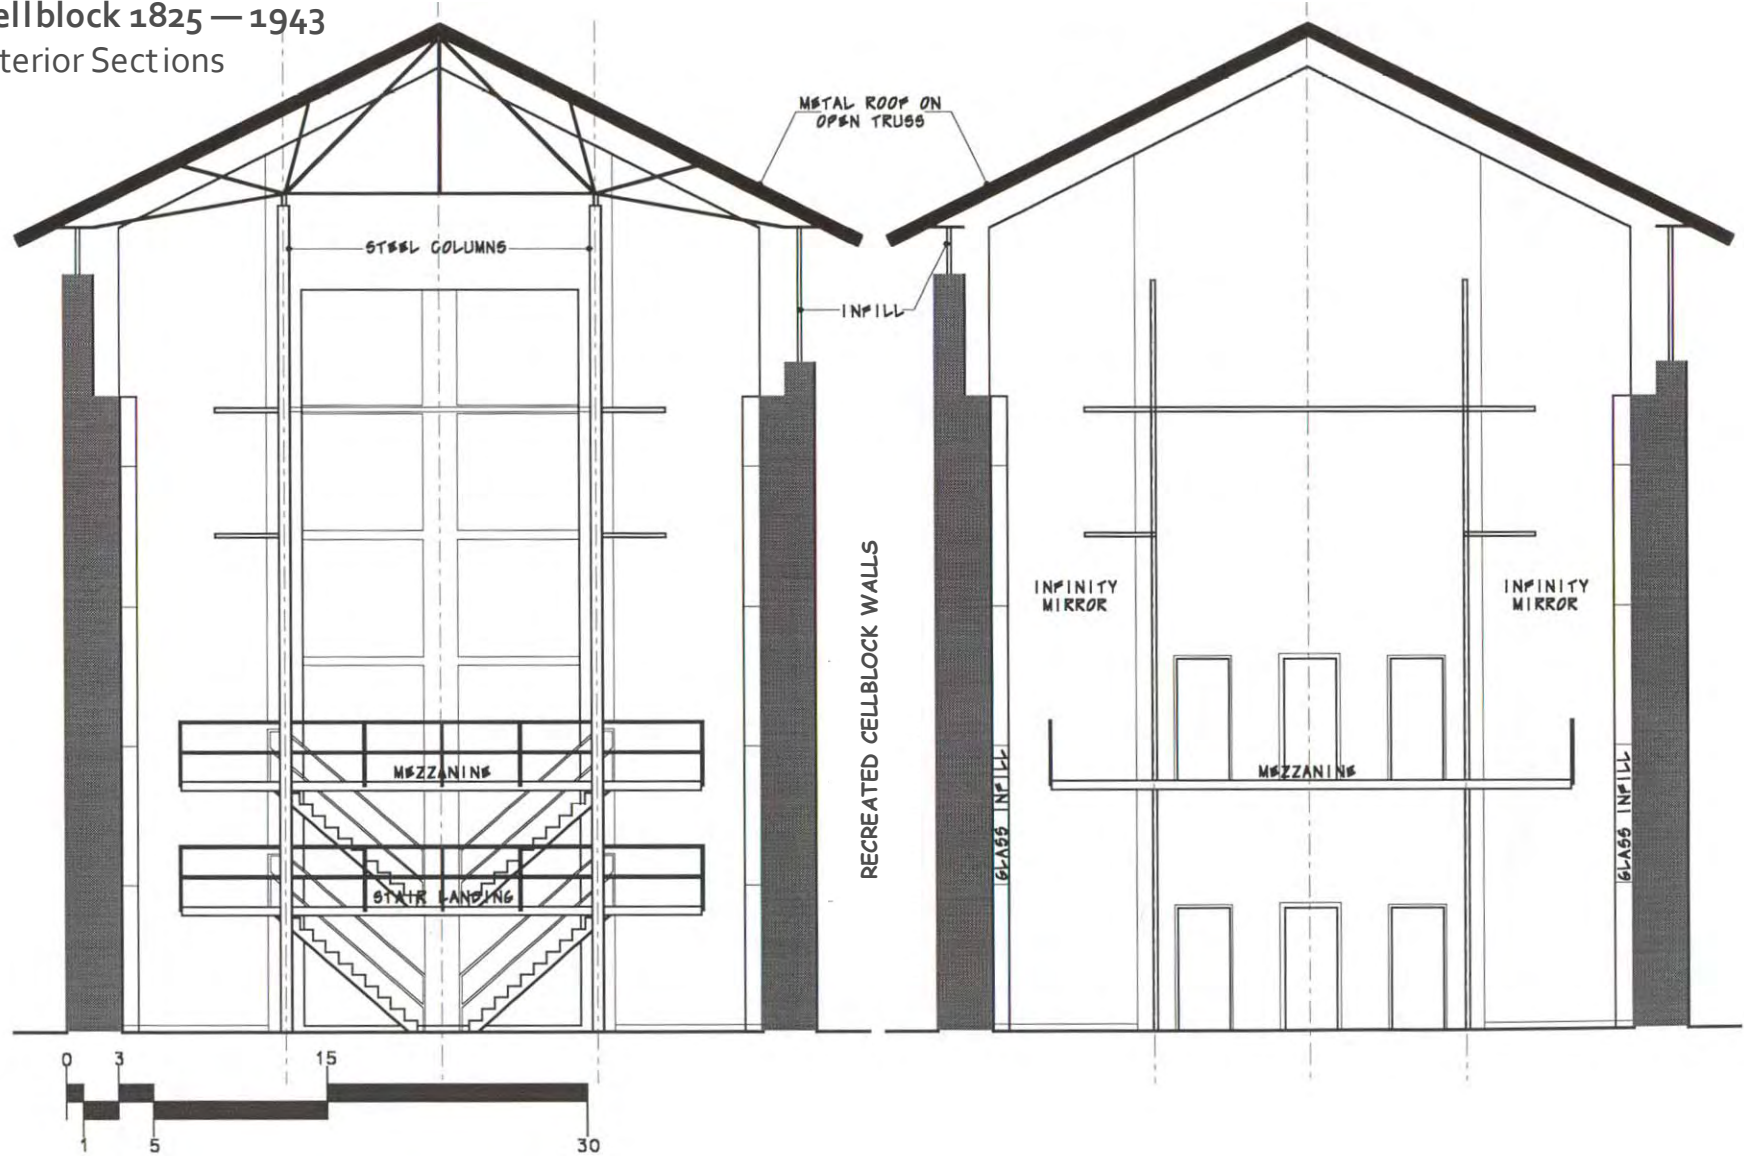 ellblock 1825 — 1943
terior Sections
METAL ROOF ON
OPEN TRUSS
STEEL COLUMNS
INFILL
RECREATED CELLBLOCK WALLS
INFINITY
MIRROR
INFINITY
MIRROR
MEZZANINE
STAIR LANDING
MEZZANINE
GLASS INFILL
GLASS INFILL
0 3 15
1 5 30